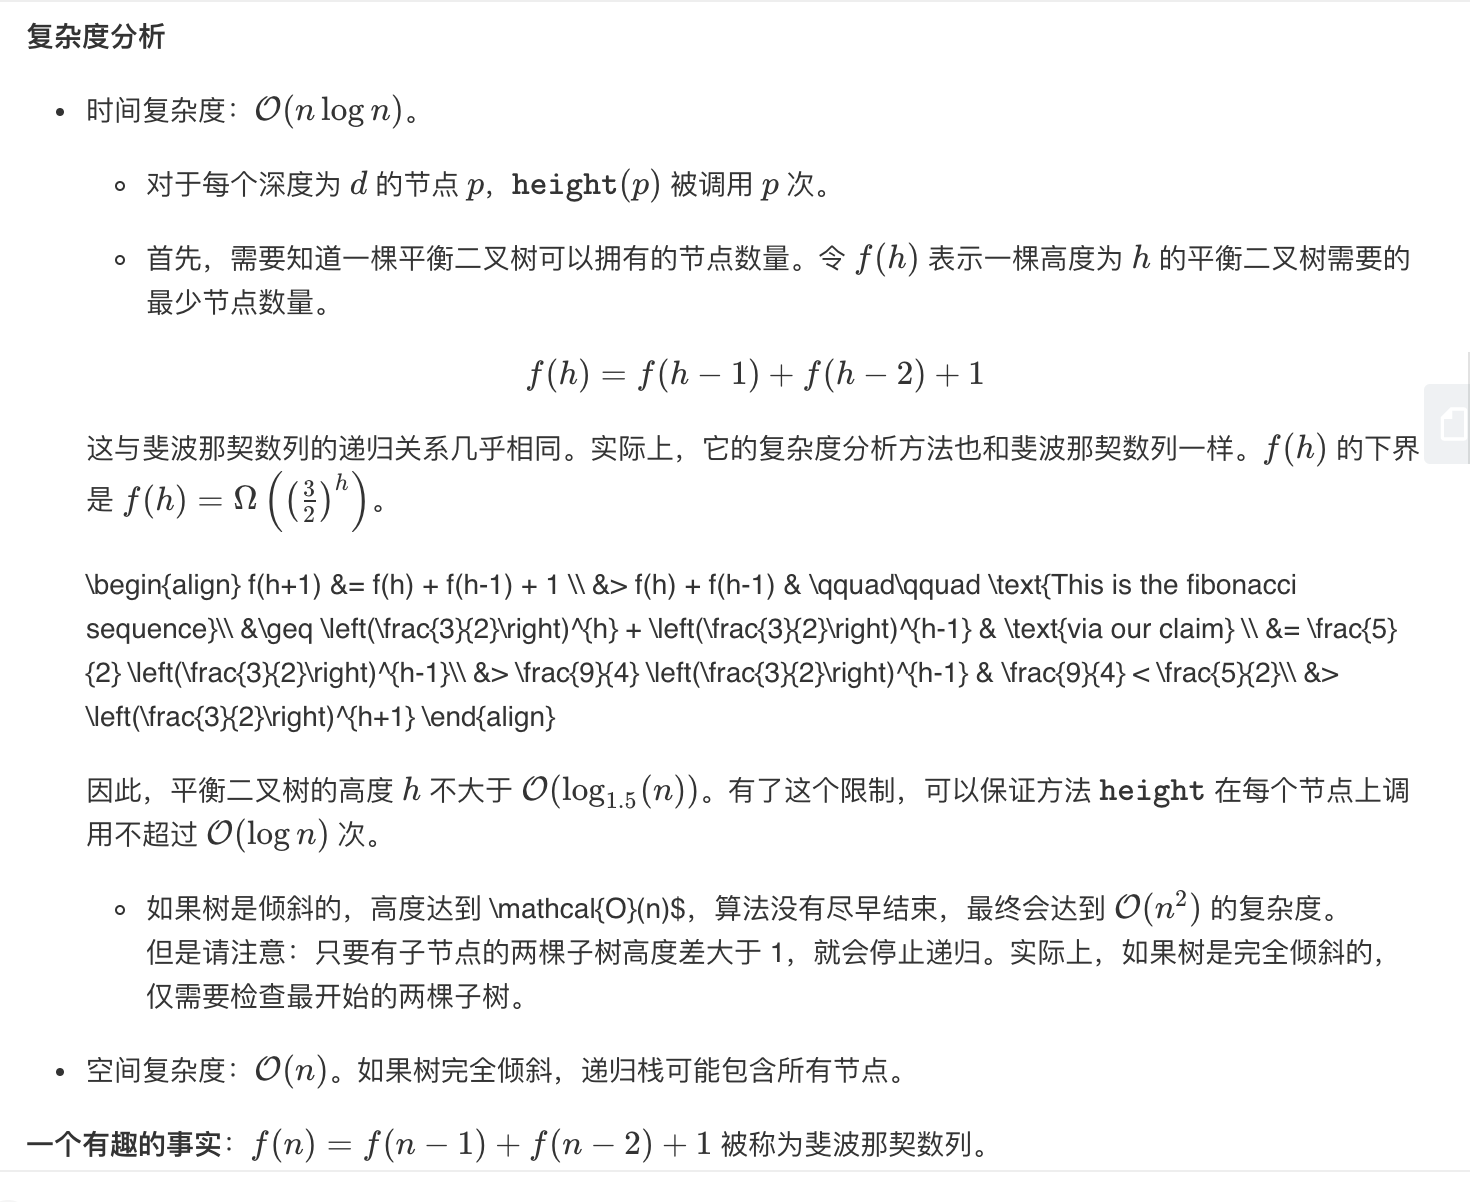 复杂度分析
• 时间复杂度：𝒪(n log n)。
◦ 对于每个深度为 d 的节点 p，height(p) 被调用 p 次。
◦ 首先，需要知道一棵平衡二叉树可以拥有的节点数量。令 f(h) 表示一棵高度为 h 的平衡二叉树需要的
最少节点数量。
f(h) = f(h − 1) + f(h − 2) + 1
这与斐波那契数列的递归关系几乎相同。实际上，它的复杂度分析方法也和斐波那契数列一样。f(h) 的下界
是 f(h) = Ω((3/2)^h)。
\begin{align} f(h+1) &= f(h) + f(h-1) + 1 \\ &> f(h) + f(h-1) & \qquad\qquad \text{This is the fibonacci
sequence}\\ &\geq \left(\frac{3}{2}\right)^{h} + \left(\frac{3}{2}\right)^{h-1} & \text{via our claim} \\ &= \frac{5}
{2} \left(\frac{3}{2}\right)^{h-1}\\ &> \frac{9}{4} \left(\frac{3}{2}\right)^{h-1} & \frac{9}{4} < \frac{5}{2}\\ &>
\left(\frac{3}{2}\right)^{h+1} \end{align}
因此，平衡二叉树的高度 h 不大于 𝒪(log₁.₅(n))。有了这个限制，可以保证方法 height 在每个节点上调
用不超过 𝒪(log n) 次。
◦ 如果树是倾斜的，高度达到 \mathcal{O}(n)$，算法没有尽早结束，最终会达到 𝒪(n²) 的复杂度。
但是请注意：只要有子节点的两棵子树高度差大于 1，就会停止递归。实际上，如果树是完全倾斜的，
仅需要检查最开始的两棵子树。
• 空间复杂度：𝒪(n)。如果树完全倾斜，递归栈可能包含所有节点。
一个有趣的事实：f(n) = f(n − 1) + f(n − 2) + 1 被称为斐波那契数列。